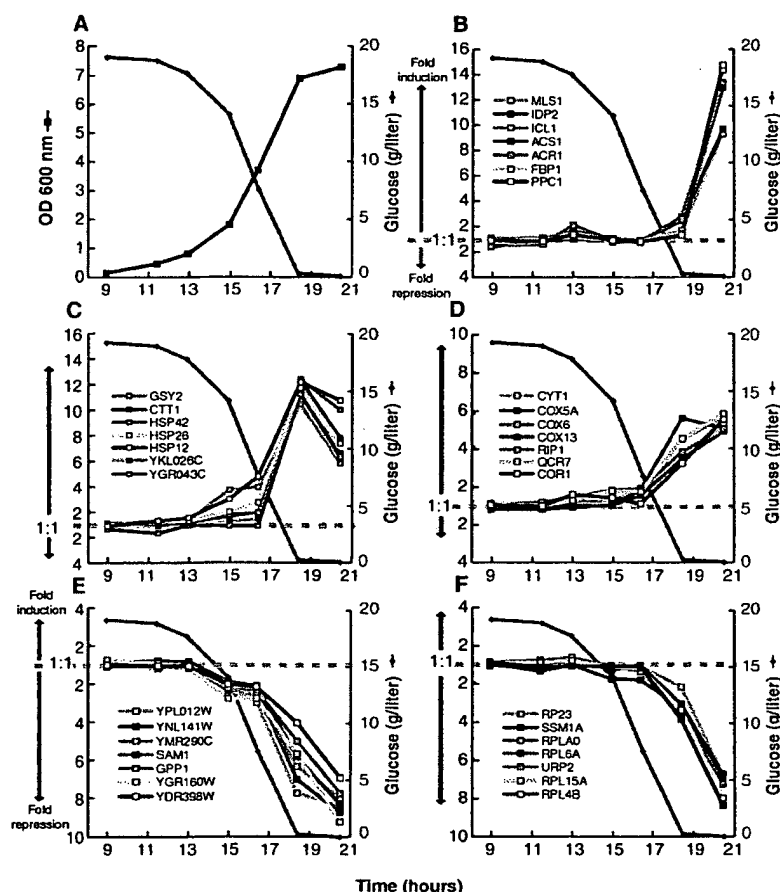 A
OD 600 nm
8
7
6
5
4
3
2
1
0
20
15
10
5
0
Glucose (g/liter)
9 11 13 15 17 19 21
B
Fold induction
1:1
Fold repression
16
14
12
10
8
6
4
2
2
4
MLS1
IDP2
ICL1
ACS1
ACR1
FBP1
PPC1
20
15
10
5
0
Glucose (g/liter)
9 11 13 15 17 19 21
C
1:1
16
14
12
10
8
6
4
2
2
4
GSY2
CTT1
HSP42
HSP26
HSP12
YKL026C
YGR043C
20
15
10
5
0
Glucose (g/liter)
9 11 13 15 17 19 21
D
1:1
10
8
6
4
2
2
4
CYT1
COX5A
COX6
COX13
RIP1
QCR7
COR1
20
15
10
5
0
Glucose (g/liter)
9 11 13 15 17 19 21
E
Fold induction
1:1
Fold repression
4
2
2
4
6
8
10
YPL012W
YNL141W
YMR290C
SAM1
GPP1
YGR160W
YDR398W
20
15
10
5
0
Glucose (g/liter)
9 11 13 15 17 19 21
F
1:1
4
2
2
4
6
8
10
RP23
SSM1A
RPLA0
RPL6A
URP2
RPL15A
RPL4B
20
15
10
5
0
Glucose (g/liter)
9 11 13 15 17 19 21
Time (hours)